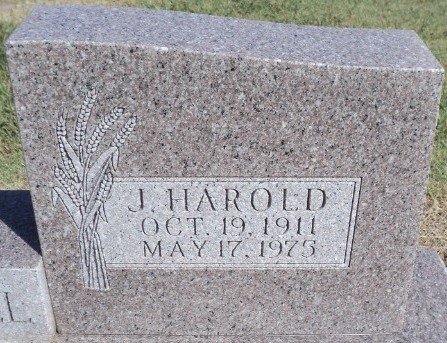 J. HAROLD
OCT. 19, 1911
MAY 17, 1975